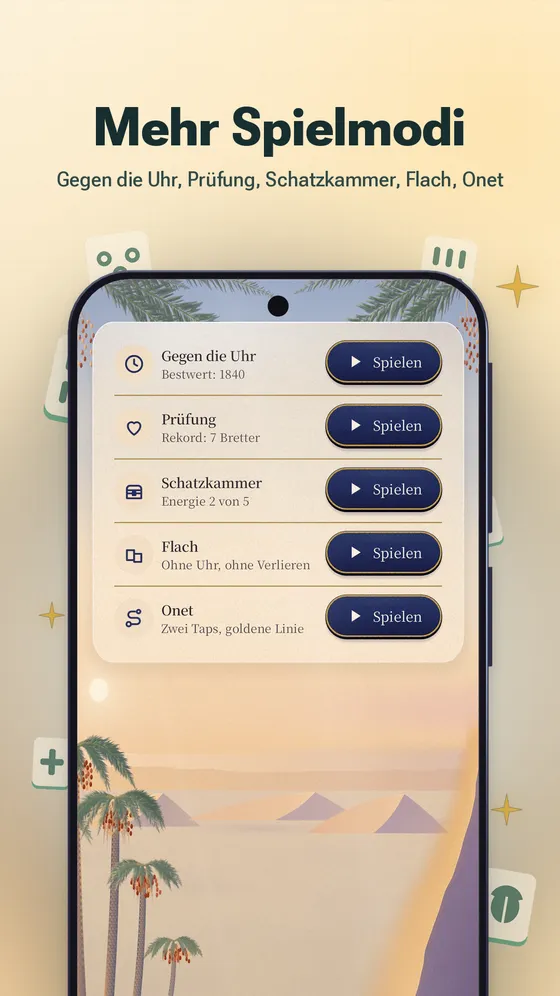 Mehr Spielmodi
Gegen die Uhr, Prüfung, Schatzkammer, Flach, Onet
Gegen die Uhr
Bestwert: 1840
Spielen
Prüfung
Rekord: 7 Bretter
Spielen
Schatzkammer
Energie 2 von 5
Spielen
Flach
Ohne Uhr, ohne Verlieren
Spielen
Onet
Zwei Taps, goldene Linie
Spielen